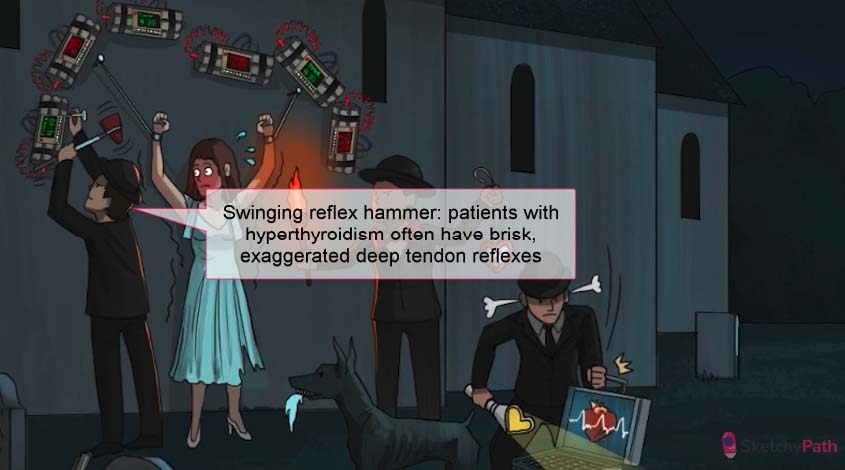 Swinging reflex hammer: patients with
hyperthyroidism often have brisk,
exaggerated deep tendon reflexes
SketchyPath